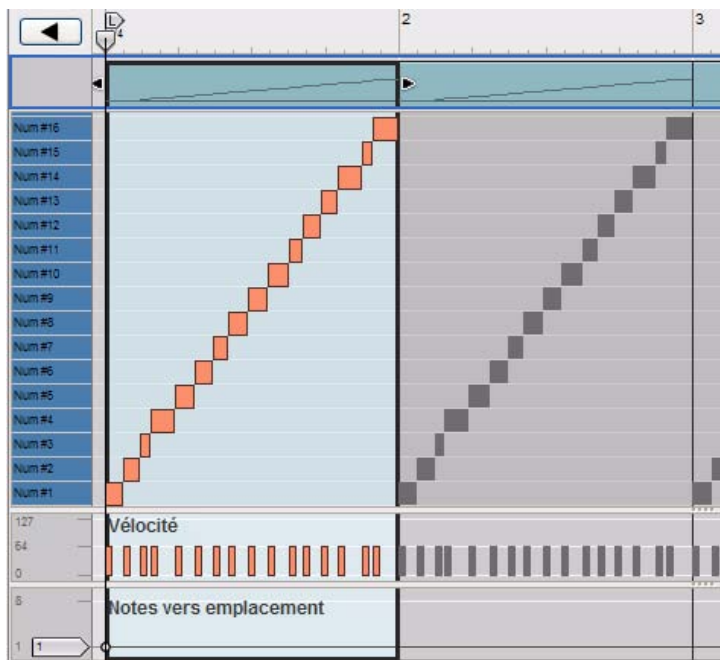 L
4
2
3
Num #16
Num #15
Num #14
Num #13
Num #12
Num #11
Num #10
Num #9
Num #8
Num #7
Num #6
Num #5
Num #4
Num #3
Num #2
Num #1
127
Vélocité
64
0
Notes vers emplacement
1
1